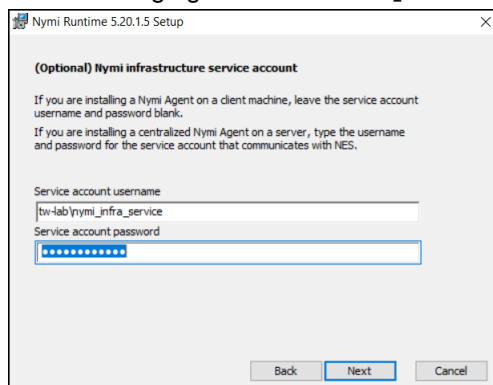 Nymi Runtime 5.20.1.5 Setup
(Optional) Nymi infrastructure service account
If you are installing a Nymi Agent on a client machine, leave the service account
username and password blank.
If you are installing a centralized Nymi Agent on a server, type the username
and password for the service account that communicates with NES.
Service account username
tw-lab\nymi_infra_service
Service account password
●●●●●●●●●●●●
Back Next Cancel